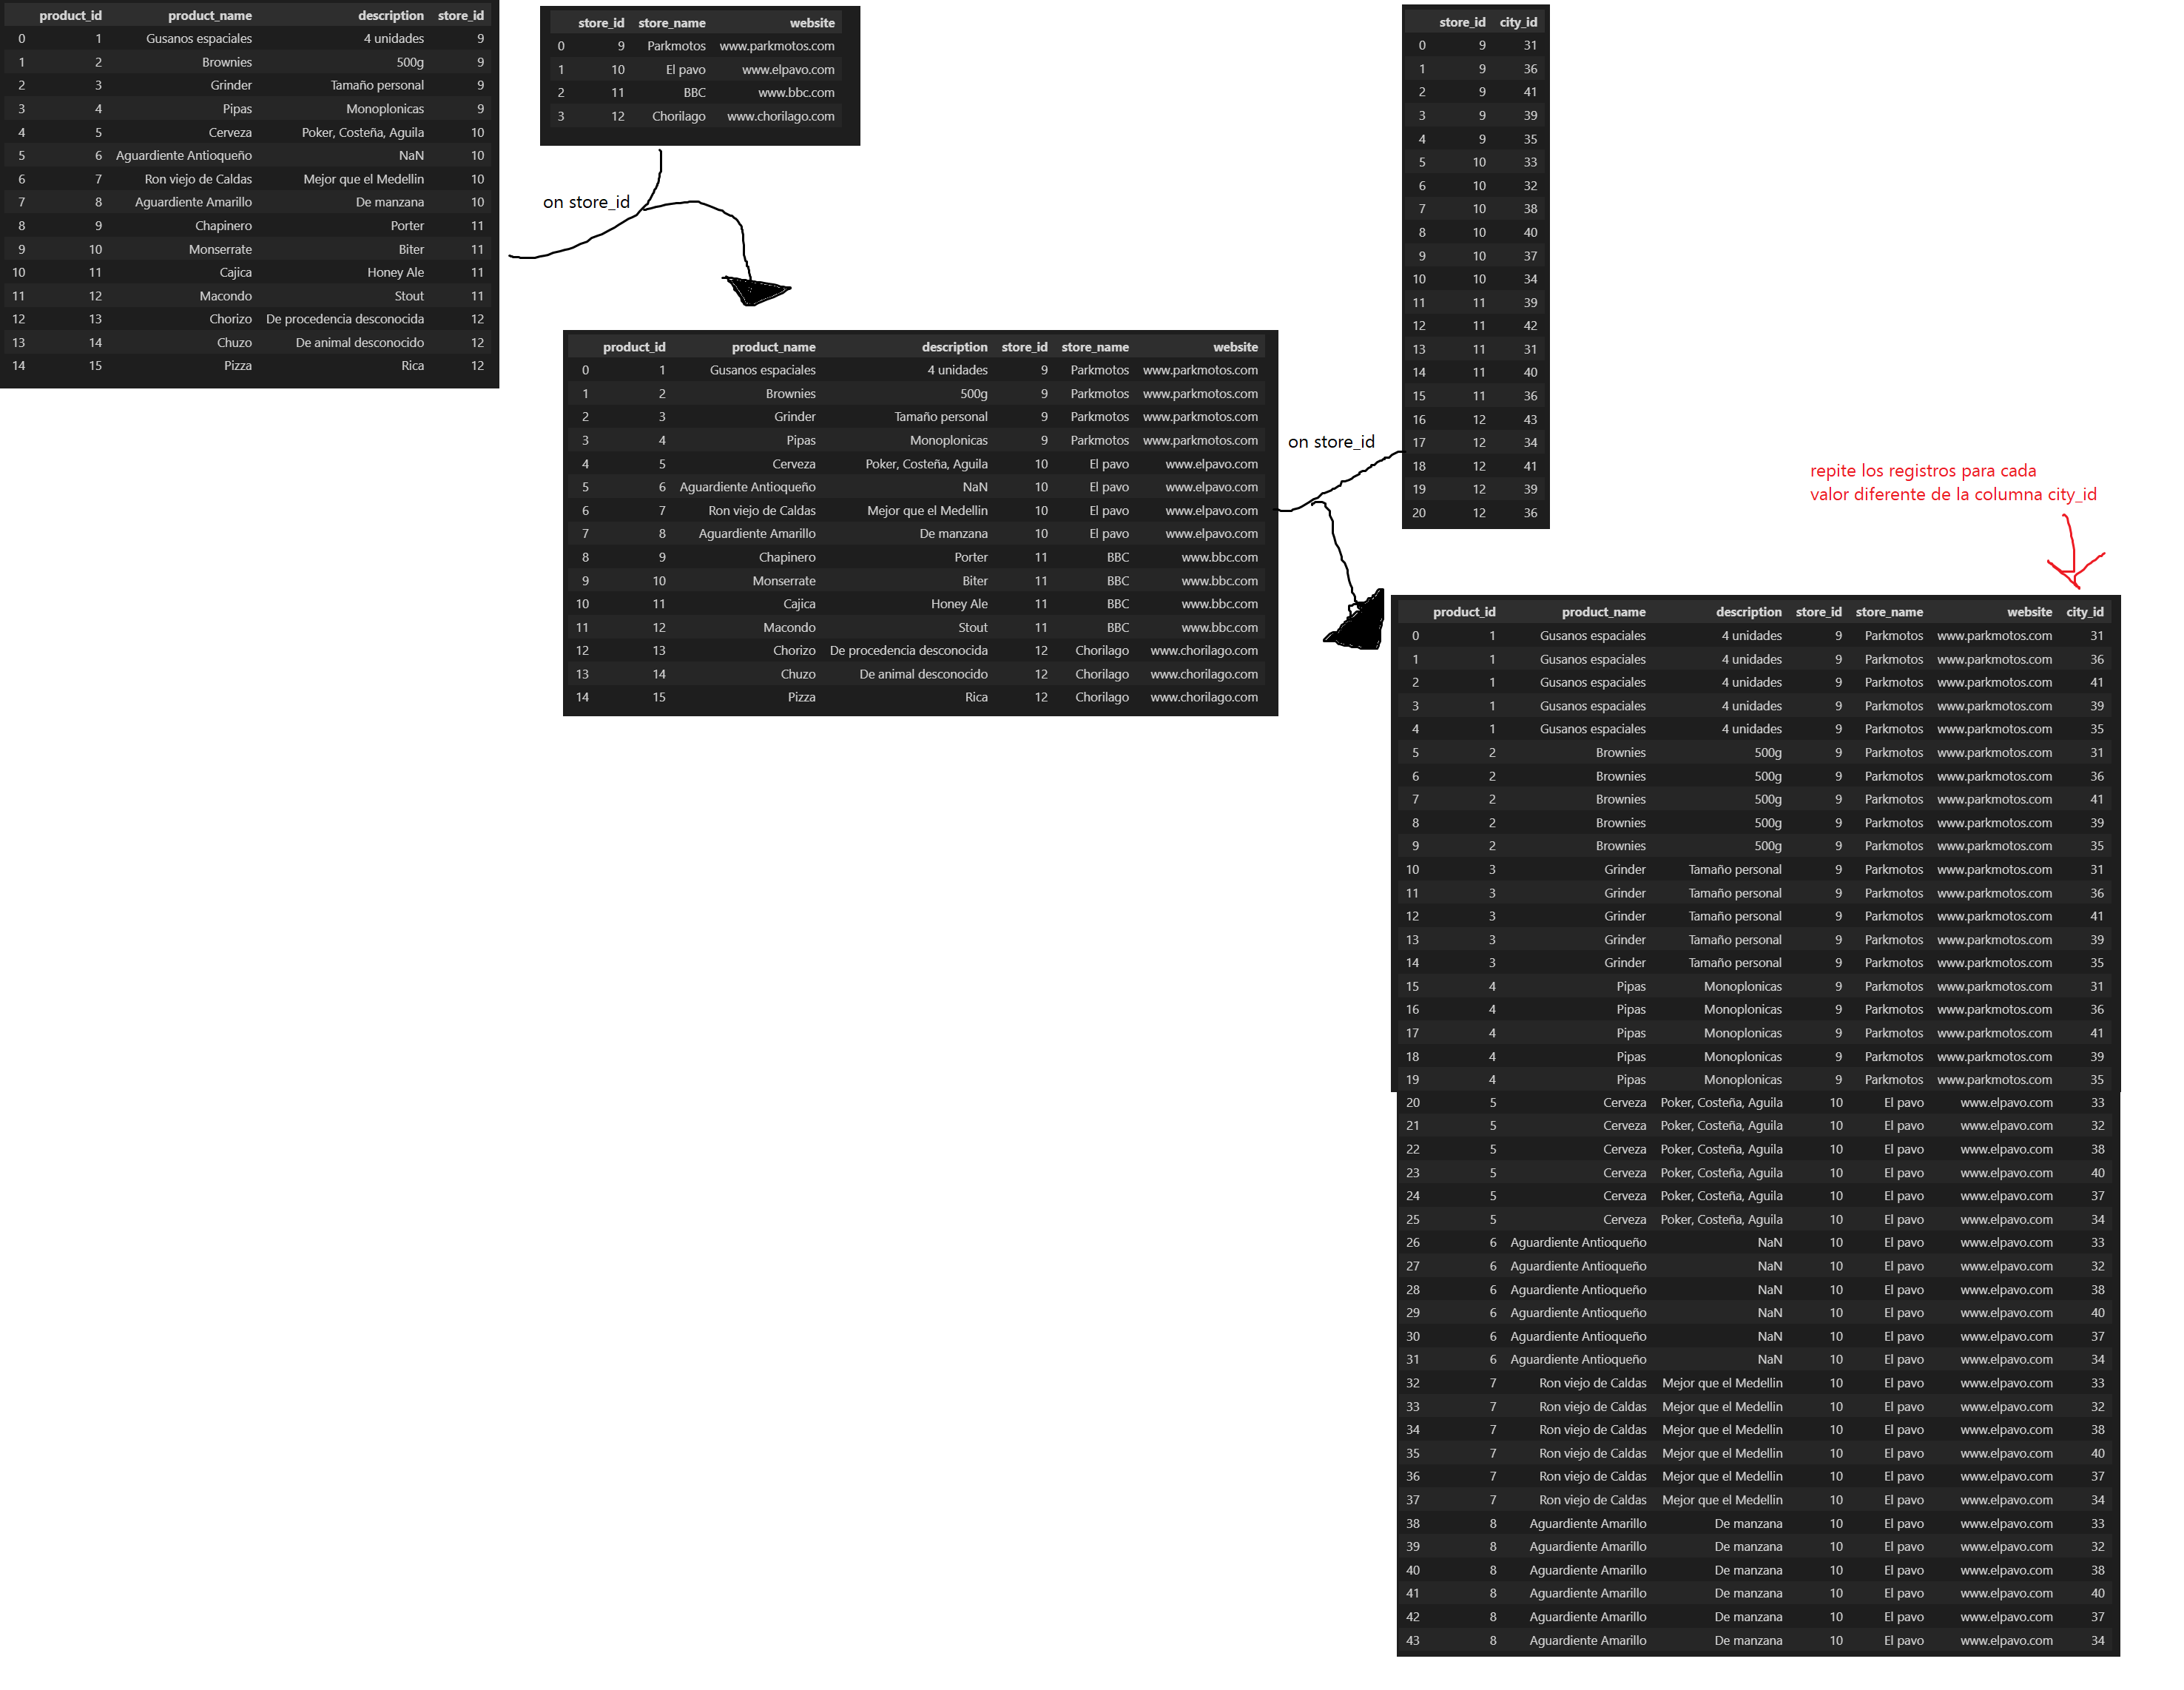 product_id product_name description store_id
0 1 Gusanos espaciales 4 unidades 9
1 2 Brownies 500g 9
2 3 Grinder Tamaño personal 9
3 4 Pipas Monoplonicas 9
4 5 Cerveza Poker, Costeña, Aguila 10
5 6 Aguardiente Antioqueño NaN 10
6 7 Ron viejo de Caldas Mejor que el Medellin 10
7 8 Aguardiente Amarillo De manzana 10
8 9 Chapinero Porter 11
9 10 Monserrate Biter 11
10 11 Cajica Honey Ale 11
11 12 Macondo Stout 11
12 13 Chorizo De procedencia desconocida 12
13 14 Chuzo De animal desconocido 12
14 15 Pizza Rica 12
store_id store_name website
0 9 Parkmotos www.parkmotos.com
1 10 El pavo www.elpavo.com
2 11 BBC www.bbc.com
3 12 Chorilago www.chorilago.com
on store_id
product_id product_name description store_id store_name website
0 1 Gusanos espaciales 4 unidades 9 Parkmotos www.parkmotos.com
1 2 Brownies 500g 9 Parkmotos www.parkmotos.com
2 3 Grinder Tamaño personal 9 Parkmotos www.parkmotos.com
3 4 Pipas Monoplonicas 9 Parkmotos www.parkmotos.com
4 5 Cerveza Poker, Costeña, Aguila 10 El pavo www.elpavo.com
5 6 Aguardiente Antioqueño NaN 10 El pavo www.elpavo.com
6 7 Ron viejo de Caldas Mejor que el Medellin 10 El pavo www.elpavo.com
7 8 Aguardiente Amarillo De manzana 10 El pavo www.elpavo.com
8 9 Chapinero Porter 11 BBC www.bbc.com
9 10 Monserrate Biter 11 BBC www.bbc.com
10 11 Cajica Honey Ale 11 BBC www.bbc.com
11 12 Macondo Stout 11 BBC www.bbc.com
12 13 Chorizo De procedencia desconocida 12 Chorilago www.chorilago.com
13 14 Chuzo De animal desconocido 12 Chorilago www.chorilago.com
14 15 Pizza Rica 12 Chorilago www.chorilago.com
on store_id
store_id city_id
0 9 31
1 9 36
2 9 41
3 9 39
4 9 35
5 10 33
6 10 32
7 10 38
8 10 40
9 10 37
10 10 34
11 11 39
12 11 42
13 11 31
14 11 40
15 11 36
16 12 43
17 12 34
18 12 41
19 12 39
20 12 36
repite los registros para cada
valor diferente de la columna city_id
product_id product_name description store_id store_name website city_id
0 1 Gusanos espaciales 4 unidades 9 Parkmotos www.parkmotos.com 31
1 1 Gusanos espaciales 4 unidades 9 Parkmotos www.parkmotos.com 36
2 1 Gusanos espaciales 4 unidades 9 Parkmotos www.parkmotos.com 41
3 1 Gusanos espaciales 4 unidades 9 Parkmotos www.parkmotos.com 39
4 1 Gusanos espaciales 4 unidades 9 Parkmotos www.parkmotos.com 35
5 2 Brownies 500g 9 Parkmotos www.parkmotos.com 31
6 2 Brownies 500g 9 Parkmotos www.parkmotos.com 36
7 2 Brownies 500g 9 Parkmotos www.parkmotos.com 41
8 2 Brownies 500g 9 Parkmotos www.parkmotos.com 39
9 2 Brownies 500g 9 Parkmotos www.parkmotos.com 35
10 3 Grinder Tamaño personal 9 Parkmotos www.parkmotos.com 31
11 3 Grinder Tamaño personal 9 Parkmotos www.parkmotos.com 36
12 3 Grinder Tamaño personal 9 Parkmotos www.parkmotos.com 41
13 3 Grinder Tamaño personal 9 Parkmotos www.parkmotos.com 39
14 3 Grinder Tamaño personal 9 Parkmotos www.parkmotos.com 35
15 4 Pipas Monoplonicas 9 Parkmotos www.parkmotos.com 31
16 4 Pipas Monoplonicas 9 Parkmotos www.parkmotos.com 36
17 4 Pipas Monoplonicas 9 Parkmotos www.parkmotos.com 41
18 4 Pipas Monoplonicas 9 Parkmotos www.parkmotos.com 39
19 4 Pipas Monoplonicas 9 Parkmotos www.parkmotos.com 35
20 5 Cerveza Poker, Costeña, Aguila 10 El pavo www.elpavo.com 33
21 5 Cerveza Poker, Costeña, Aguila 10 El pavo www.elpavo.com 32
22 5 Cerveza Poker, Costeña, Aguila 10 El pavo www.elpavo.com 38
23 5 Cerveza Poker, Costeña, Aguila 10 El pavo www.elpavo.com 40
24 5 Cerveza Poker, Costeña, Aguila 10 El pavo www.elpavo.com 37
25 5 Cerveza Poker, Costeña, Aguila 10 El pavo www.elpavo.com 34
26 6 Aguardiente Antioqueño NaN 10 El pavo www.elpavo.com 33
27 6 Aguardiente Antioqueño NaN 10 El pavo www.elpavo.com 32
28 6 Aguardiente Antioqueño NaN 10 El pavo www.elpavo.com 38
29 6 Aguardiente Antioqueño NaN 10 El pavo www.elpavo.com 40
30 6 Aguardiente Antioqueño NaN 10 El pavo www.elpavo.com 37
31 6 Aguardiente Antioqueño NaN 10 El pavo www.elpavo.com 34
32 7 Ron viejo de Caldas Mejor que el Medellin 10 El pavo www.elpavo.com 33
33 7 Ron viejo de Caldas Mejor que el Medellin 10 El pavo www.elpavo.com 32
34 7 Ron viejo de Caldas Mejor que el Medellin 10 El pavo www.elpavo.com 38
35 7 Ron viejo de Caldas Mejor que el Medellin 10 El pavo www.elpavo.com 40
36 7 Ron viejo de Caldas Mejor que el Medellin 10 El pavo www.elpavo.com 37
37 7 Ron viejo de Caldas Mejor que el Medellin 10 El pavo www.elpavo.com 34
38 8 Aguardiente Amarillo De manzana 10 El pavo www.elpavo.com 33
39 8 Aguardiente Amarillo De manzana 10 El pavo www.elpavo.com 32
40 8 Aguardiente Amarillo De manzana 10 El pavo www.elpavo.com 38
41 8 Aguardiente Amarillo De manzana 10 El pavo www.elpavo.com 40
42 8 Aguardiente Amarillo De manzana 10 El pavo www.elpavo.com 37
43 8 Aguardiente Amarillo De manzana 10 El pavo www.elpavo.com 34